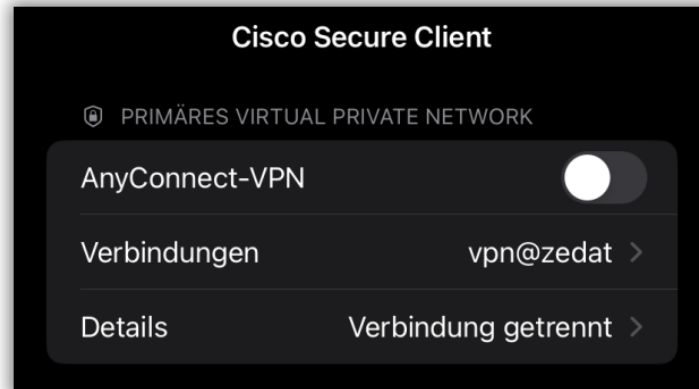 Cisco Secure Client
PRIMÄRES VIRTUAL PRIVATE NETWORK
AnyConnect-VPN
Verbindungen vpn@zedat
Details Verbindung getrennt